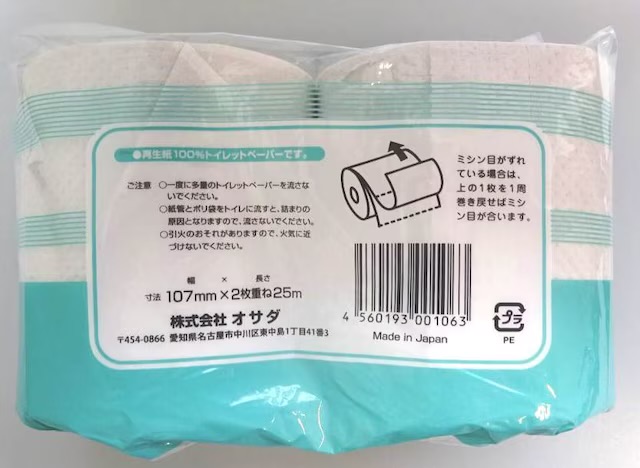 ●再生紙100%トイレットペーパーです。
ご注意 ○一度に多量のトイレットペーパーを流さな
いでください。
○紙管とポリ袋をトイレに流すと、詰まりの
原因となりますので、流さないでください。
○引火のおそれがありますので、火気に近
づけないでください。
幅 × 長さ
寸法 107mm×2枚重ね25m
株式会社 オサダ
〒454-0866 愛知県名古屋市中川区東中島1丁目41番3
ミシン目がずれ
ている場合は、
上の1枚を1周
巻き戻せばミシ
ン目が合います。
4 560193 001063
Made in Japan
プラ
PE